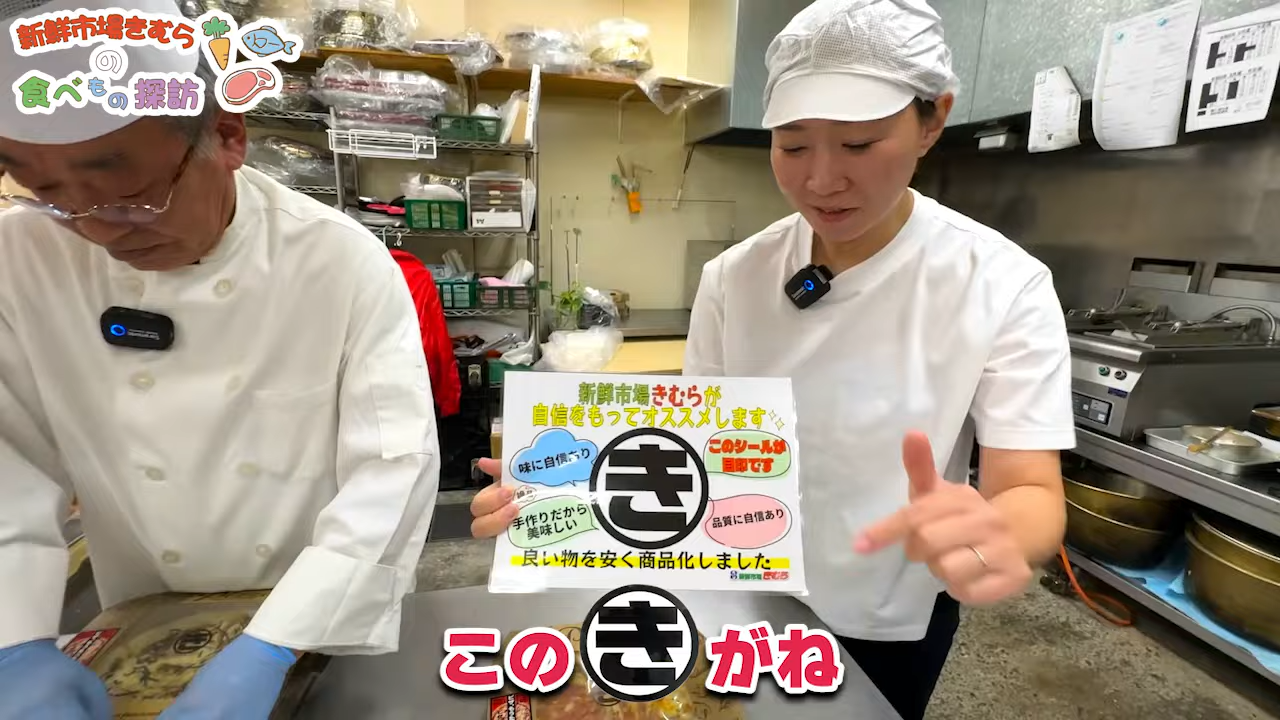 新鮮市場きむら
の
食べもの探訪
新鮮市場きむらが
自信をもってオススメします
味に自信あり
き
このシールが
目印です
手作りだから
美味しい
品質に自信あり
良い物を安く商品化しました
新鮮市場きむら
この き がね